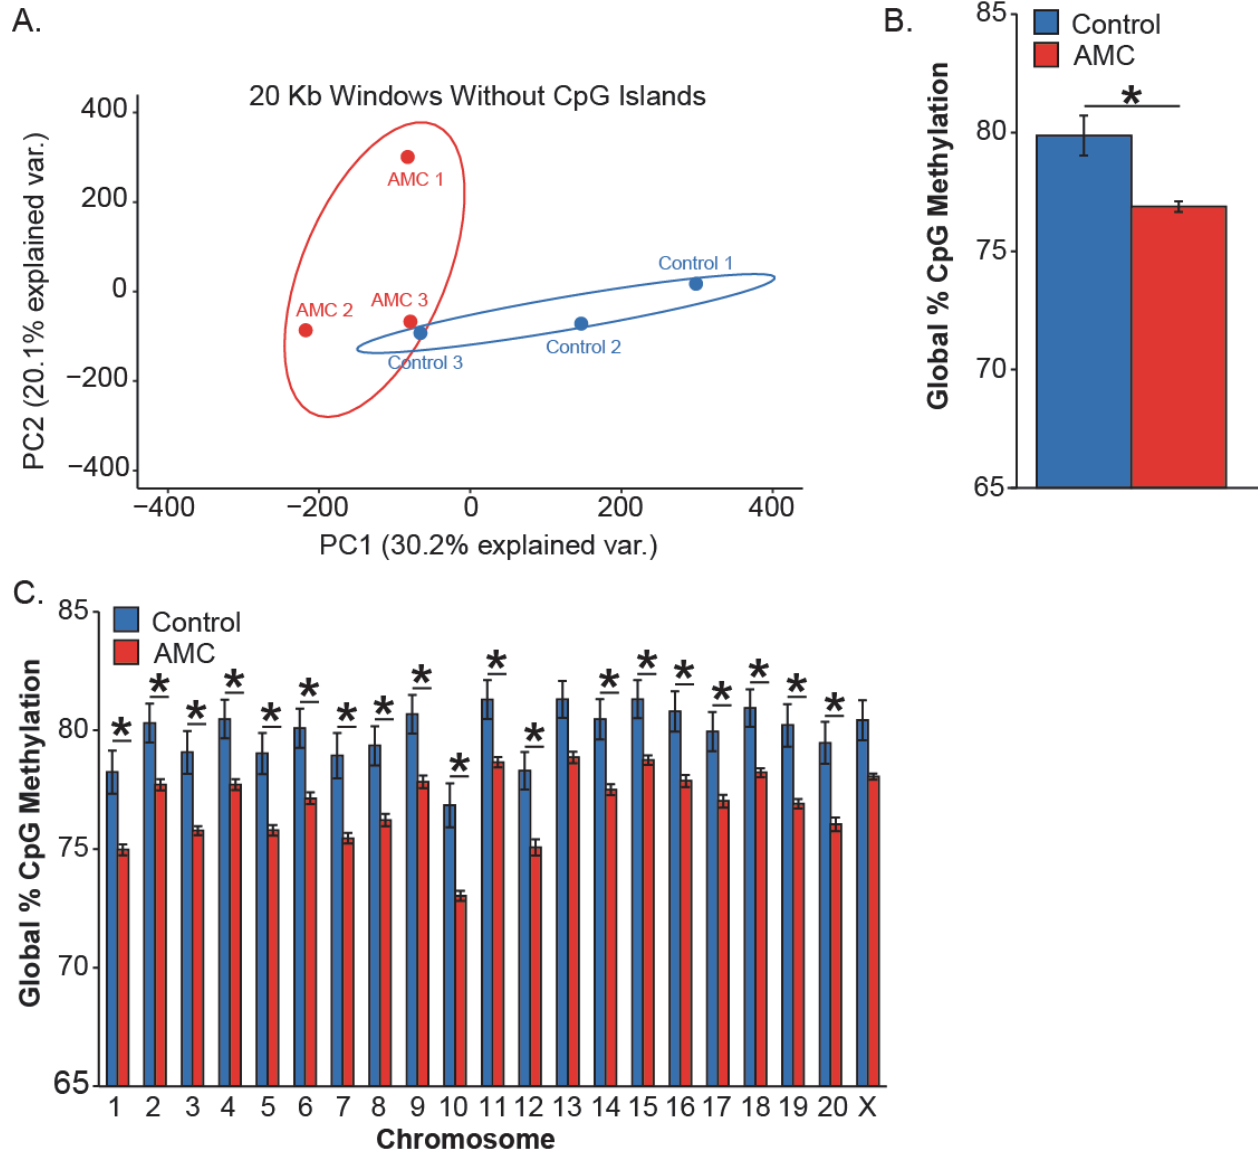 A.
20 Kb Windows Without CpG Islands
PC2 (20.1% explained var.)
400
200
0
−200
−400
AMC 1
AMC 2
AMC 3
Control 1
Control 2
Control 3
−400 −200 0 200 400
PC1 (30.2% explained var.)
B.
Global % CpG Methylation
85
80
75
70
65
Control
AMC
*
C.
Global % CpG Methylation
85
80
75
70
65
Control
AMC
* * * * * * * * * * * * * * * * * * *
1 2 3 4 5 6 7 8 9 10 11 12 13 14 15 16 17 18 19 20 X
Chromosome